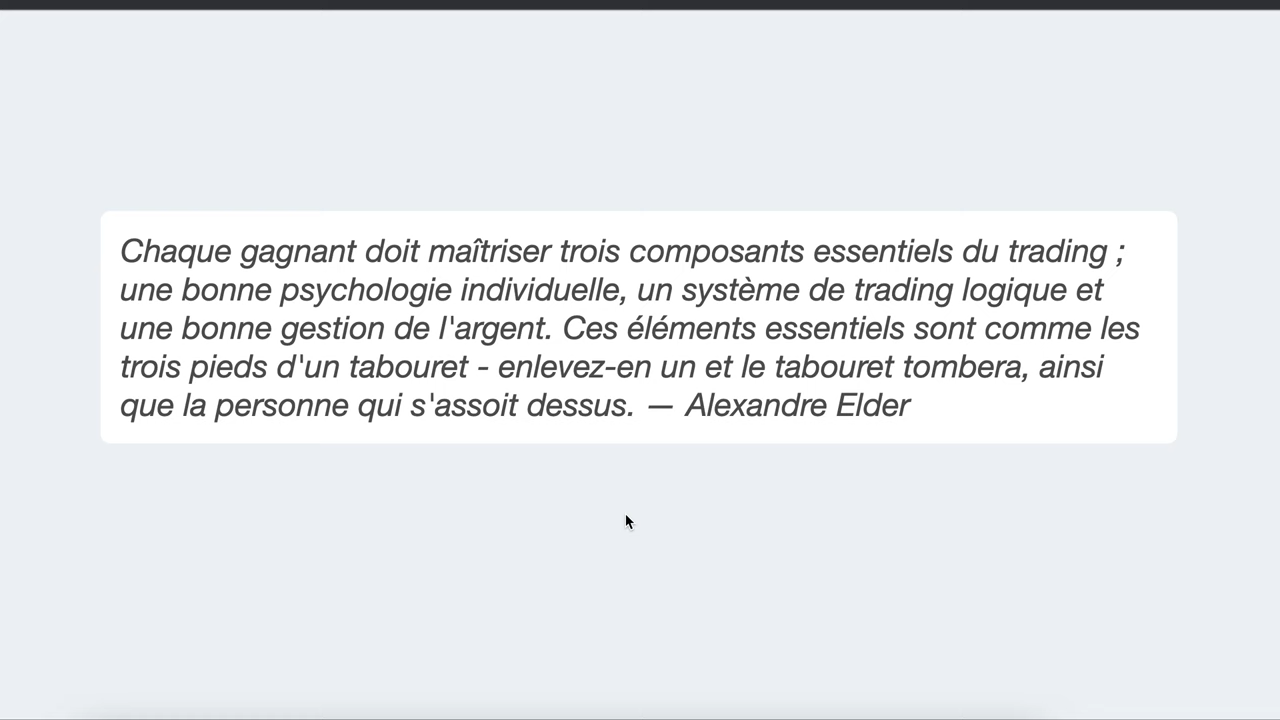 Chaque gagnant doit maîtriser trois composants essentiels du trading ;
une bonne psychologie individuelle, un système de trading logique et
une bonne gestion de l'argent. Ces éléments essentiels sont comme les
trois pieds d'un tabouret - enlevez-en un et le tabouret tombera, ainsi
que la personne qui s'assoit dessus. — Alexandre Elder